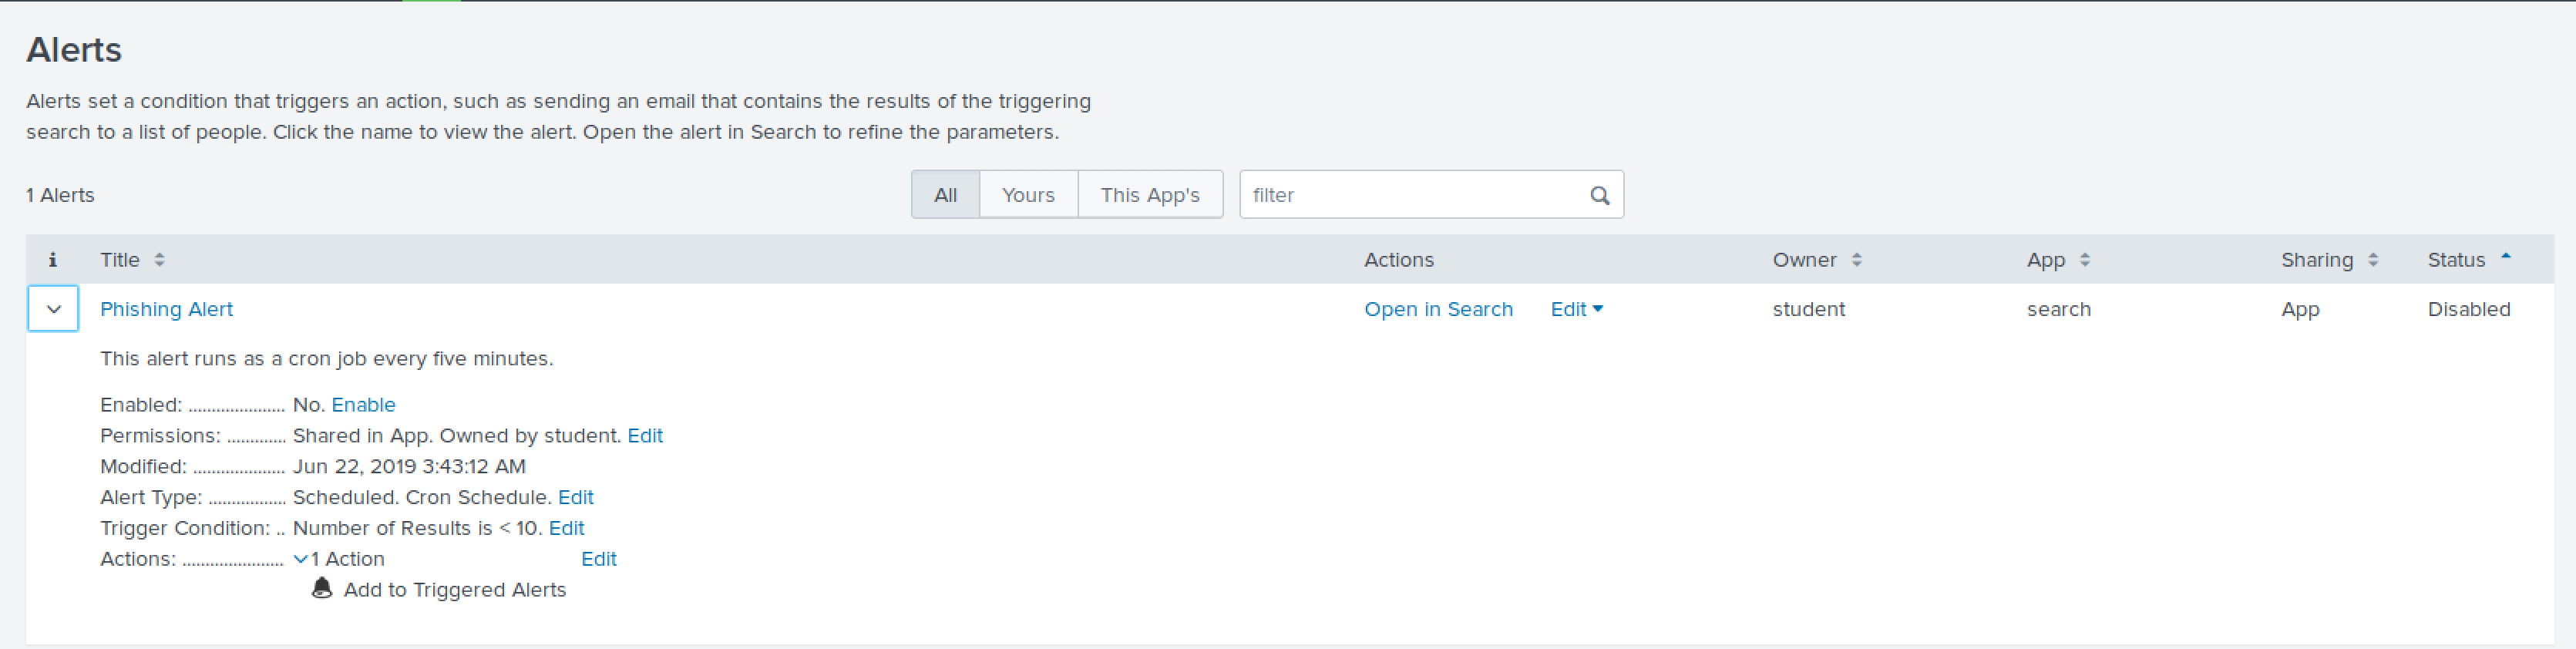 Alerts
Alerts set a condition that triggers an action, such as sending an email that contains the results of the triggering
search to a list of people. Click the name to view the alert. Open the alert in Search to refine the parameters.
1 Alerts All Yours This App's filter
i Title Actions Owner App Sharing Status
Phishing Alert Open in Search Edit student search App Disabled
This alert runs as a cron job every five minutes.
Enabled: ..................... No. Enable
Permissions: ............. Shared in App. Owned by student. Edit
Modified: .................... Jun 22, 2019 3:43:12 AM
Alert Type: ................. Scheduled. Cron Schedule. Edit
Trigger Condition: .. Number of Results is < 10. Edit
Actions: ...................... 1 Action Edit
Add to Triggered Alerts